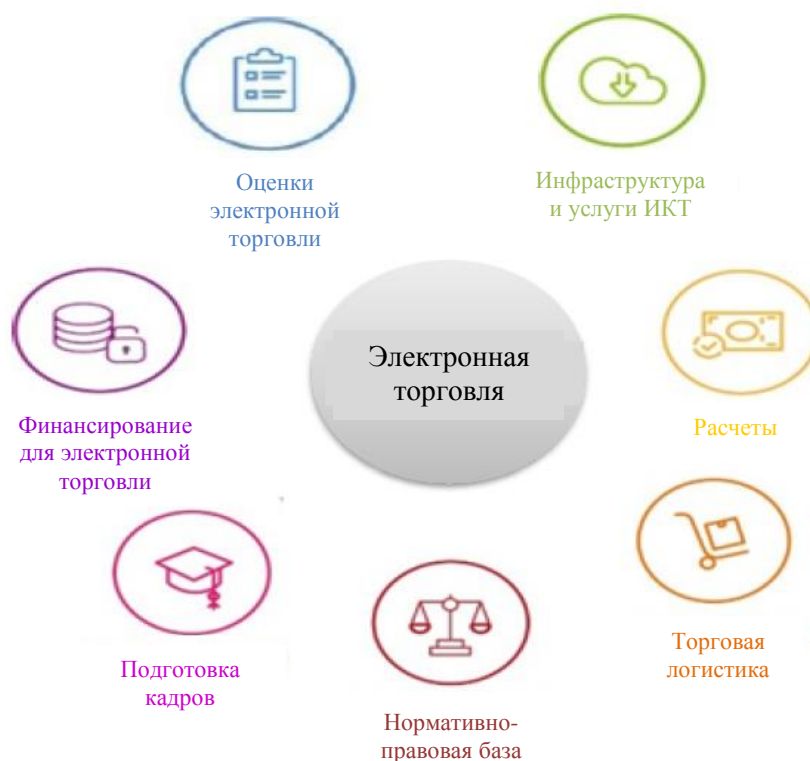 Оценки
электронной
торговли
Инфраструктура
и услуги ИКТ
Электронная
торговля
Финансирование
для электронной
торговли
Расчеты
Подготовка
кадров
Торговая
логистика
Нормативно-
правовая база